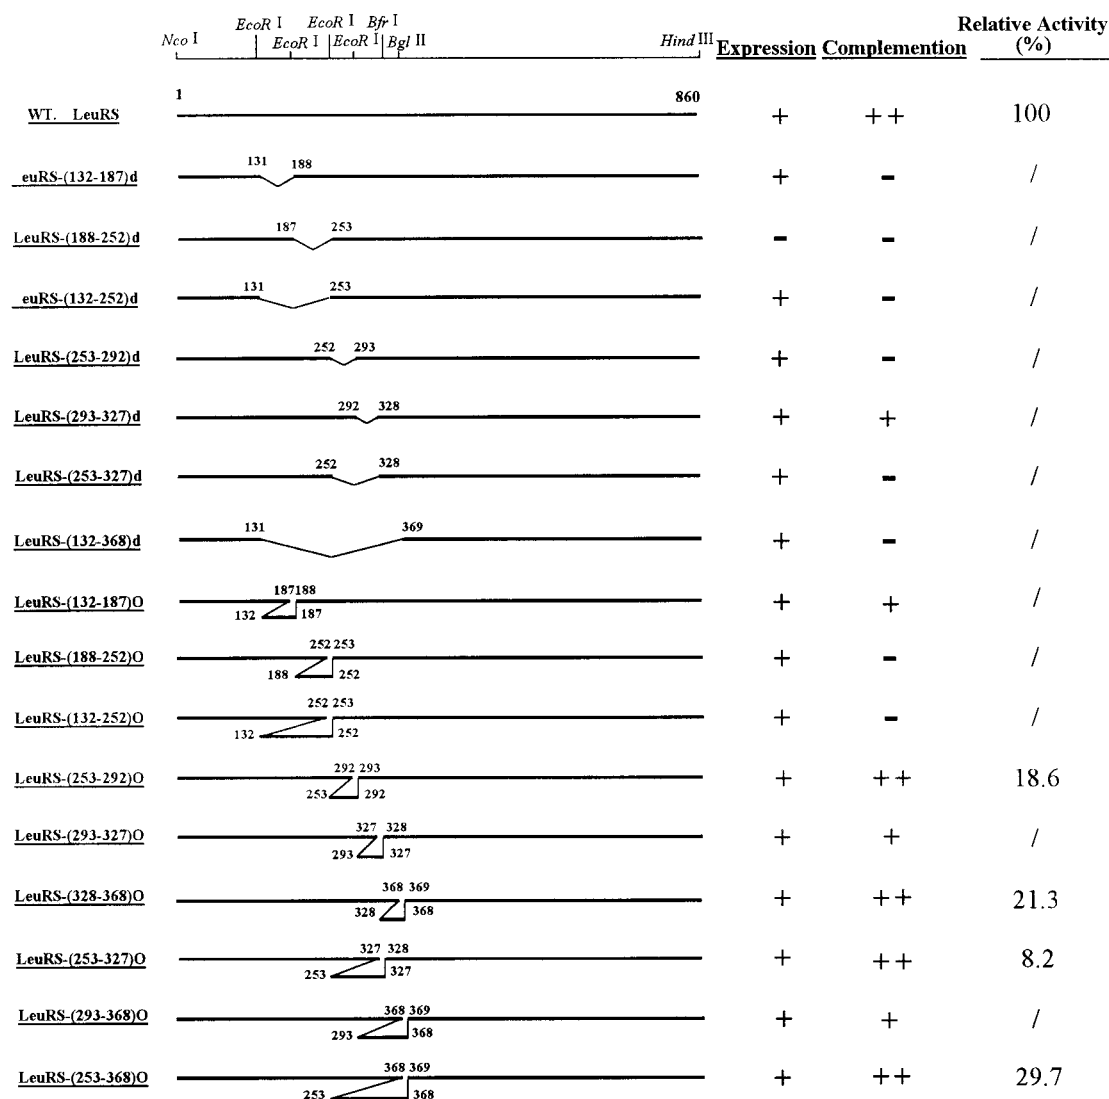 EcoR I EcoR I Bfr I
Nco I EcoR I EcoR I Bgl II Hind III
Expression Complemention Relative Activity (%)
1 860
WT. LeuRS + ++ 100
131 188
euRS-(132-187)d + - /
187 253
LeuRS-(188-252)d - - /
131 253
euRS-(132-252)d + - /
252 293
LeuRS-(253-292)d + - /
292 328
LeuRS-(293-327)d + + /
252 328
LeuRS-(253-327)d + - /
131 369
LeuRS-(132-368)d + - /
187 188
LeuRS-(132-187)O + + /
132 187
252 253
LeuRS-(188-252)O + - /
188 252
252 253
LeuRS-(132-252)O + - /
132 252
292 293
LeuRS-(253-292)O + ++ 18.6
253 292
327 328
LeuRS-(293-327)O + + /
293 327
368 369
LeuRS-(328-368)O + ++ 21.3
328 368
327 328
LeuRS-(253-327)O + ++ 8.2
253 327
368 369
LeuRS-(293-368)O + + /
293 368
368 369
LeuRS-(253-368)O + ++ 29.7
253 368